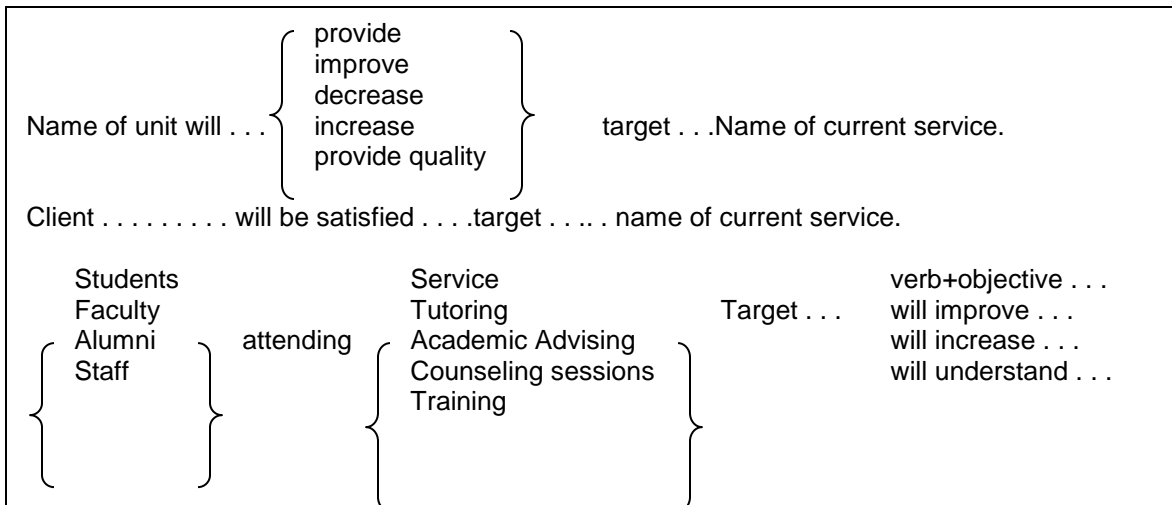 provide
improve
decrease
Name of unit will . . . increase target . . .Name of current service.
provide quality
Client . . . . . . . . . will be satisfied . . . .target . . .. . name of current service.
Students Service verb+objective . . .
Faculty Tutoring Target . . . will improve . . .
Alumni attending Academic Advising will increase . . .
Staff Counseling sessions will understand . . .
Training